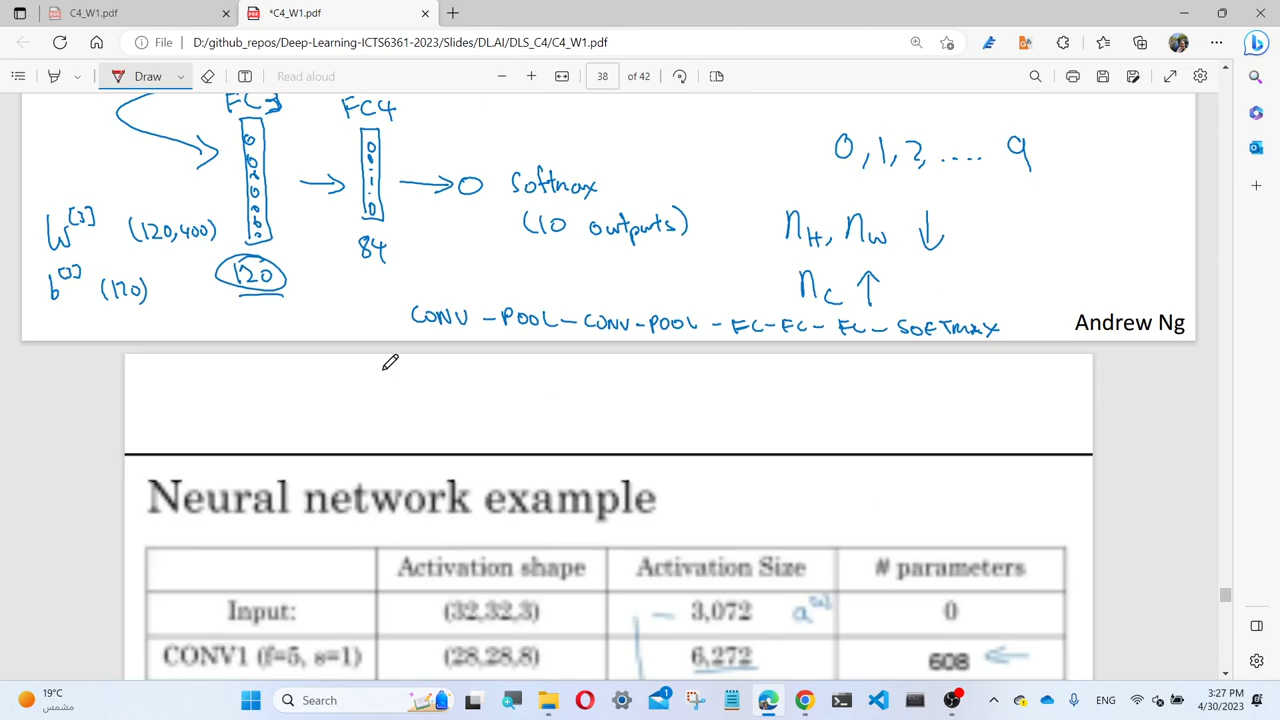 C4_W1.pdf
*C4_W1.pdf
File
D:/github_repos/Deep-Learning-ICTS6361-2023/Slides/DL.AI/DLS_C4/C4_W1.pdf
Draw
Read aloud
38 of 42
FC3
FC4
0,1,2,.... 9
Softmax
(10 outputs)
W[3] (120,400)
b[3] (120)
120
84
nH, nW ↓
nC ↑
CONV-POOL-CONV-POOL-FC-FC-FC-SOFTMAX
Andrew Ng
Neural network example
Activation shape Activation Size # parameters
Input: (32,32,3) 3,072 a[0] 0
CONV1 (f=5, s=1) (28,28,8) 6,272 608
19°C
مشمس
Search
1
ENG
3:27 PM
4/30/2023